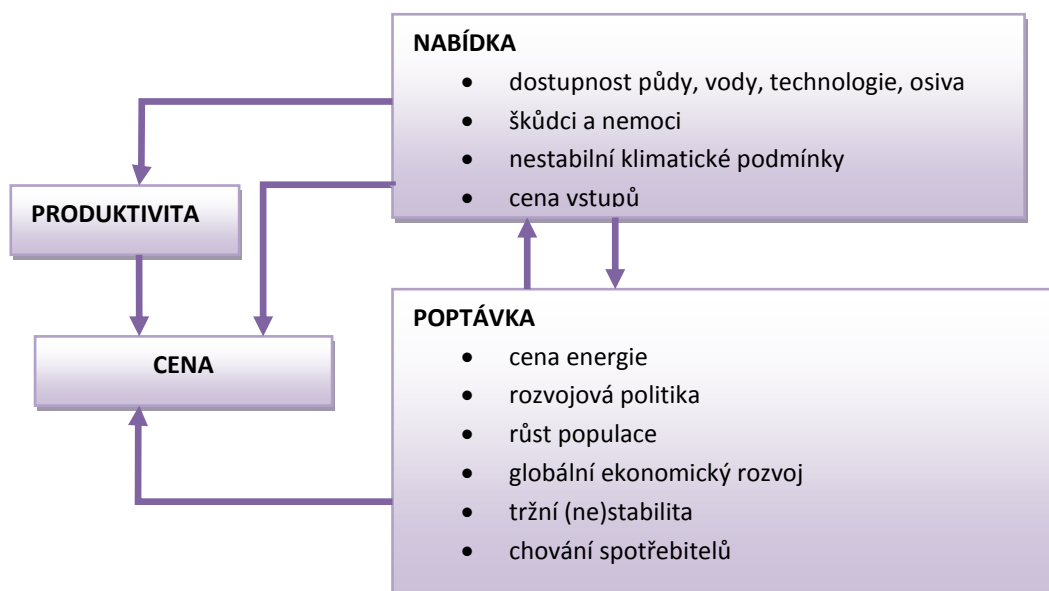 NABÍDKA
• dostupnost půdy, vody, technologie, osiva
• škůdci a nemoci
• nestabilní klimatické podmínky
• cena vstupů
PRODUKTIVITA
CENA
POPTÁVKA
• cena energie
• rozvojová politika
• růst populace
• globální ekonomický rozvoj
• tržní (ne)stabilita
• chování spotřebitelů